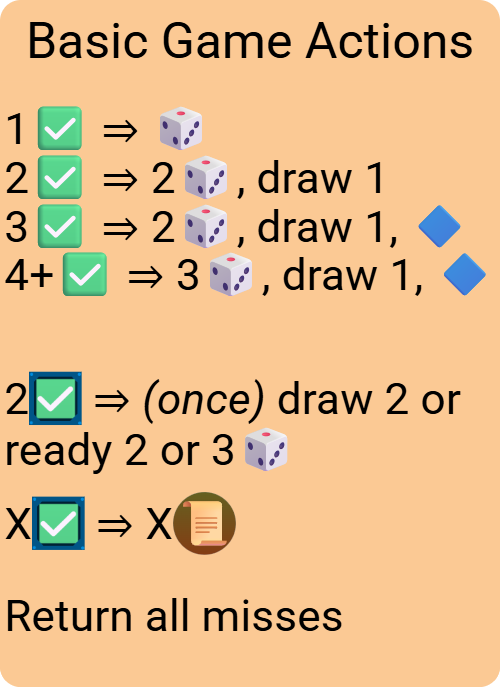 Basic Game Actions
1 ✅ ⇒ 🎲
2 ✅ ⇒ 2 🎲 , draw 1
3 ✅ ⇒ 2 🎲 , draw 1, 🔷
4+ ✅ ⇒ 3 🎲 , draw 1, 🔷
2 ✅ ⇒ (once) draw 2 or
ready 2 or 3 🎲
X ✅ ⇒ X 📜
Return all misses